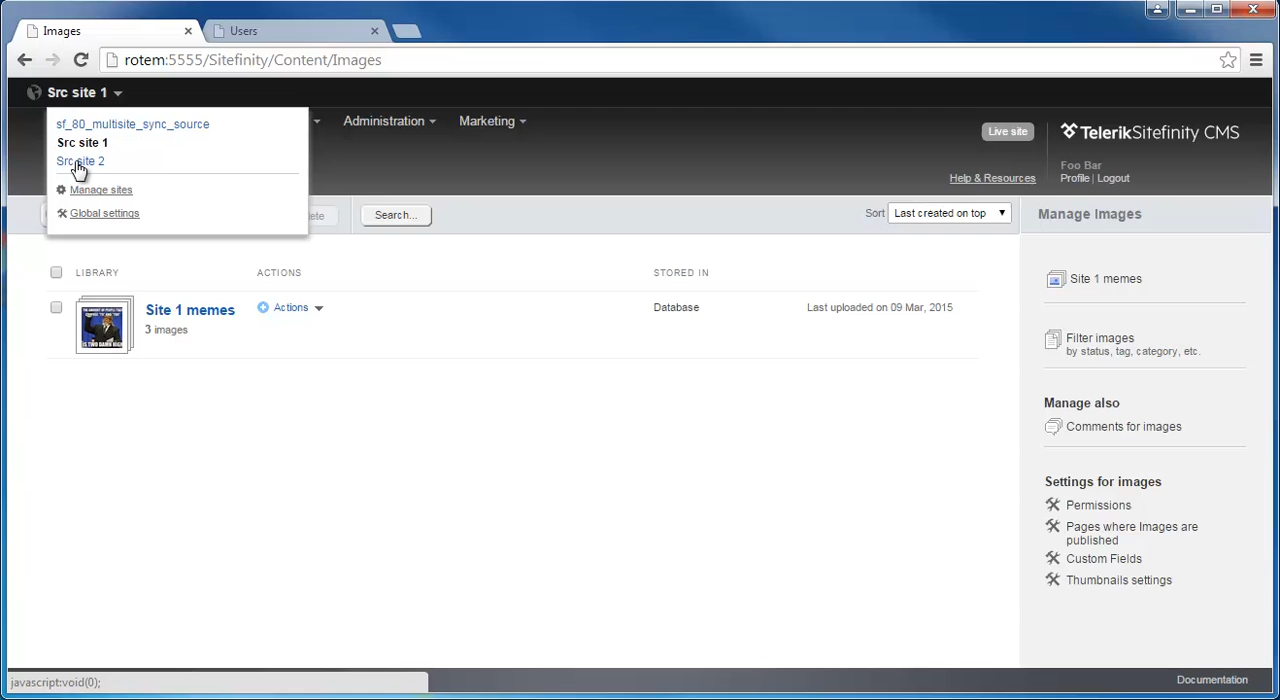 Images
Users
rotem:5555/Sitefinity/Content/Images
Src site 1
sf_80_multisite_sync_source
Src site 1
Src site 2
Manage sites
Global settings
Administration
Marketing
Live site
Telerik Sitefinity CMS
Foo Bar
Help & Resources
Profile | Logout
Search...
Sort
Last created on top
Manage Images
LIBRARY
ACTIONS
STORED IN
Site 1 memes
3 images
Actions
Database
Last uploaded on 09 Mar, 2015
Site 1 memes
Filter images
by status, tag, category, etc.
Manage also
Comments for images
Settings for images
Permissions
Pages where Images are
published
Custom Fields
Thumbnails settings
javascript:void(0);
Documentation